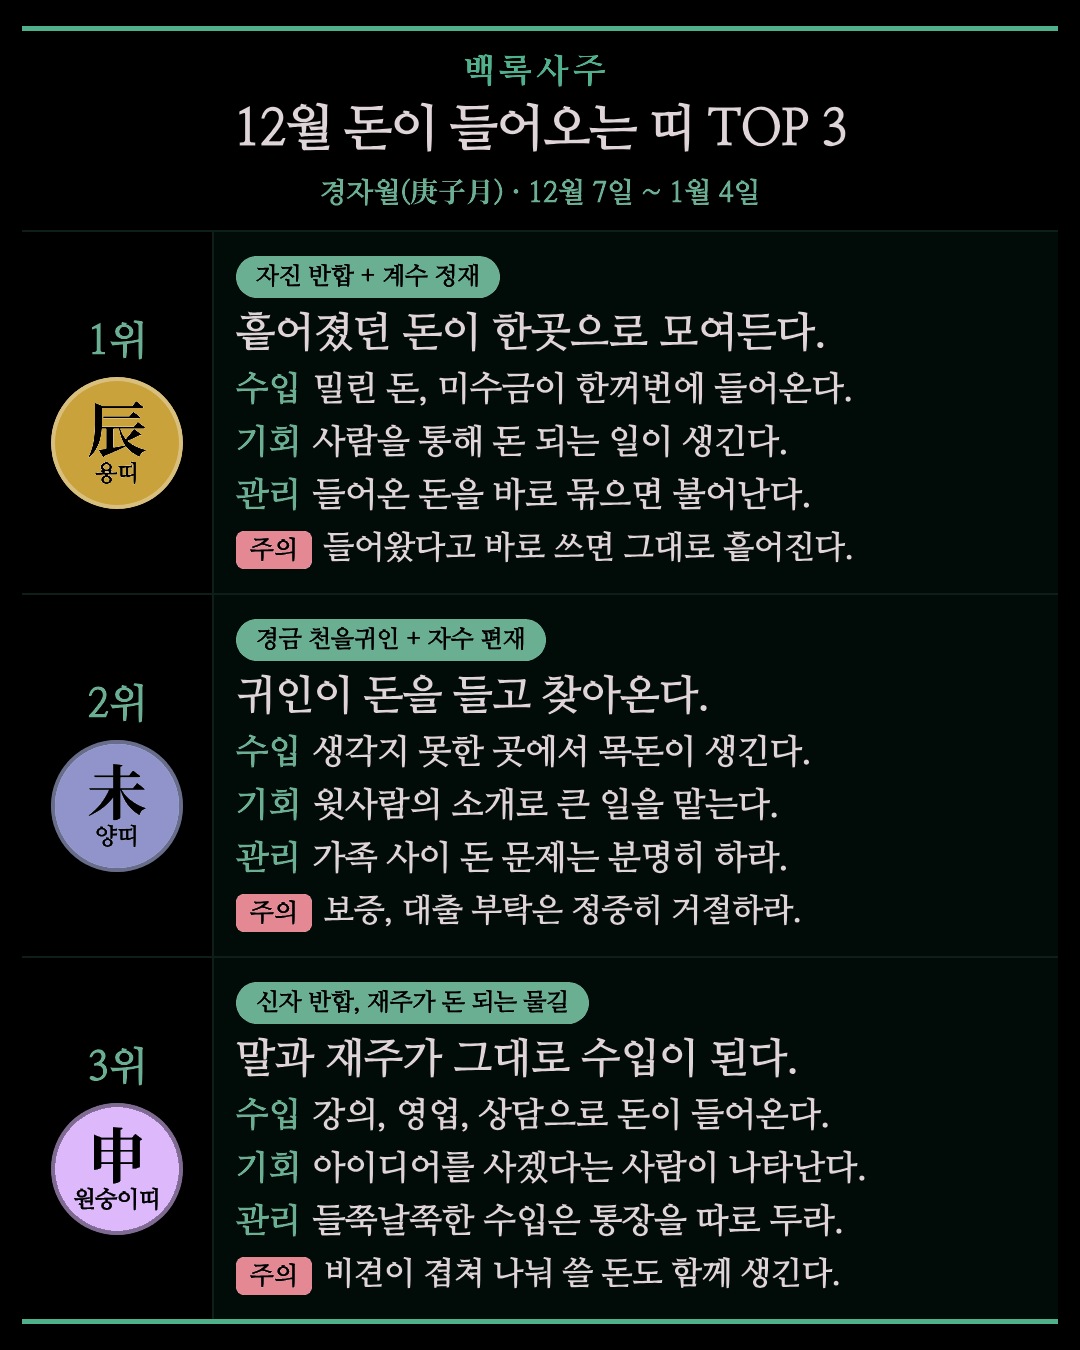 백록사주
12월 돈이 들어오는 띠 TOP 3
경자월(庚子月) · 12월 7일 ~ 1월 4일
1위
辰
용띠
자진 반합 + 계수 정재
흩어졌던 돈이 한곳으로 모여든다.
수입 밀린 돈, 미수금이 한꺼번에 들어온다.
기회 사람을 통해 돈 되는 일이 생긴다.
관리 들어온 돈을 바로 묶으면 불어난다.
주의 들어왔다고 바로 쓰면 그대로 흩어진다.
2위
未
양띠
경금 천을귀인 + 자수 편재
귀인이 돈을 들고 찾아온다.
수입 생각지 못한 곳에서 목돈이 생긴다.
기회 윗사람의 소개로 큰 일을 맡는다.
관리 가족 사이 돈 문제는 분명히 하라.
주의 보증, 대출 부탁은 정중히 거절하라.
3위
申
원숭이띠
신자 반합, 재주가 돈 되는 물길
말과 재주가 그대로 수입이 된다.
수입 강의, 영업, 상담으로 돈이 들어온다.
기회 아이디어를 사겠다는 사람이 나타난다.
관리 들쭉날쭉한 수입은 통장을 따로 두라.
주의 비견이 겹쳐 나눠 쓸 돈도 함께 생긴다.